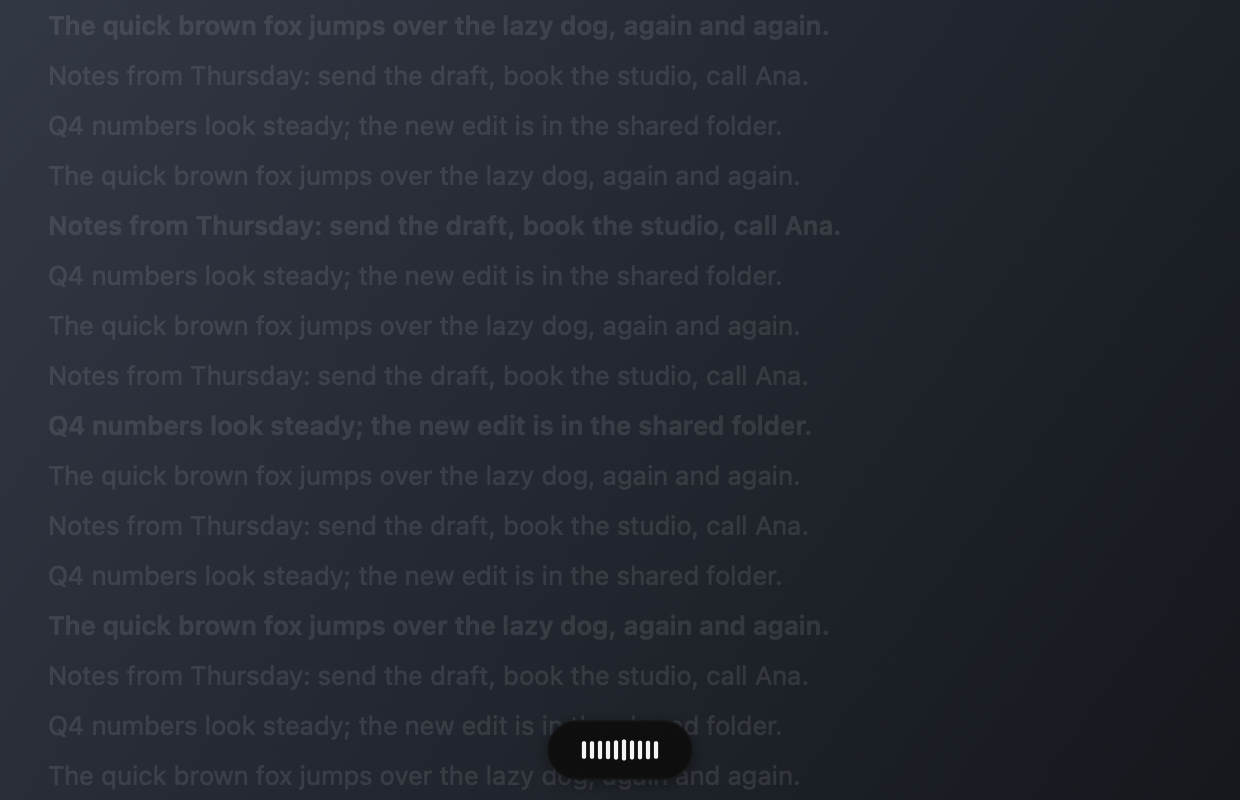 The quick brown fox jumps over the lazy dog, again and again.
Notes from Thursday: send the draft, book the studio, call Ana.
Q4 numbers look steady; the new edit is in the shared folder.
The quick brown fox jumps over the lazy dog, again and again.
Notes from Thursday: send the draft, book the studio, call Ana.
Q4 numbers look steady; the new edit is in the shared folder.
The quick brown fox jumps over the lazy dog, again and again.
Notes from Thursday: send the draft, book the studio, call Ana.
Q4 numbers look steady; the new edit is in the shared folder.
The quick brown fox jumps over the lazy dog, again and again.
Notes from Thursday: send the draft, book the studio, call Ana.
Q4 numbers look steady; the new edit is in the shared folder.
The quick brown fox jumps over the lazy dog, again and again.
Notes from Thursday: send the draft, book the studio, call Ana.
Q4 numbers look steady; the new edit is folder.
The quick brown fox jumps over the lazy dog, again and again.